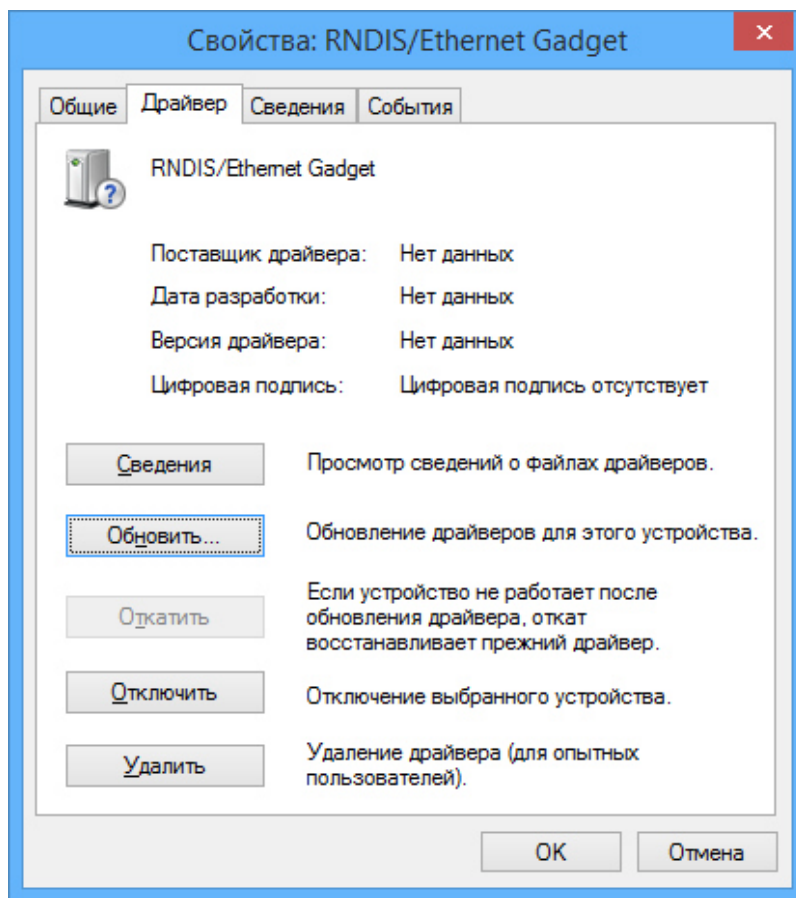 Свойства: RNDIS/Ethernet Gadget
Общие Драйвер Сведения События
RNDIS/Ethernet Gadget
Поставщик драйвера: Нет данных
Дата разработки: Нет данных
Версия драйвера: Нет данных
Цифровая подпись: Цифровая подпись отсутствует
Сведения Просмотр сведений о файлах драйверов.
Обновить... Обновление драйверов для этого устройства.
Откатить Если устройство не работает после
обновления драйвера, откат
восстанавливает прежний драйвер.
Отключить Отключение выбранного устройства.
Удалить Удаление драйвера (для опытных
пользователей).
OK Отмена